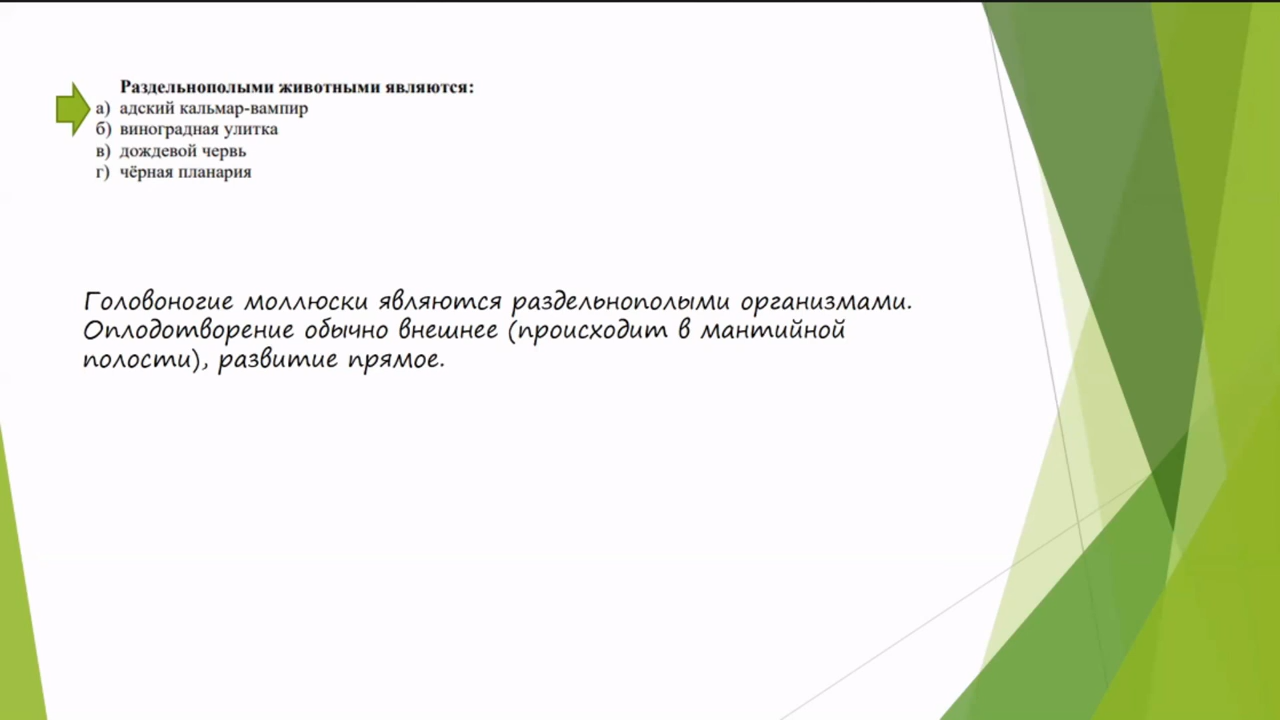 Раздельнополыми животными являются:
а) адский кальмар-вампир
б) виноградная улитка
в) дождевой червь
г) чёрная планария
Головоногие моллюски являются раздельнополыми организмами.
Оплодотворение обычно внешнее (происходит в мантийной
полости), развитие прямое.